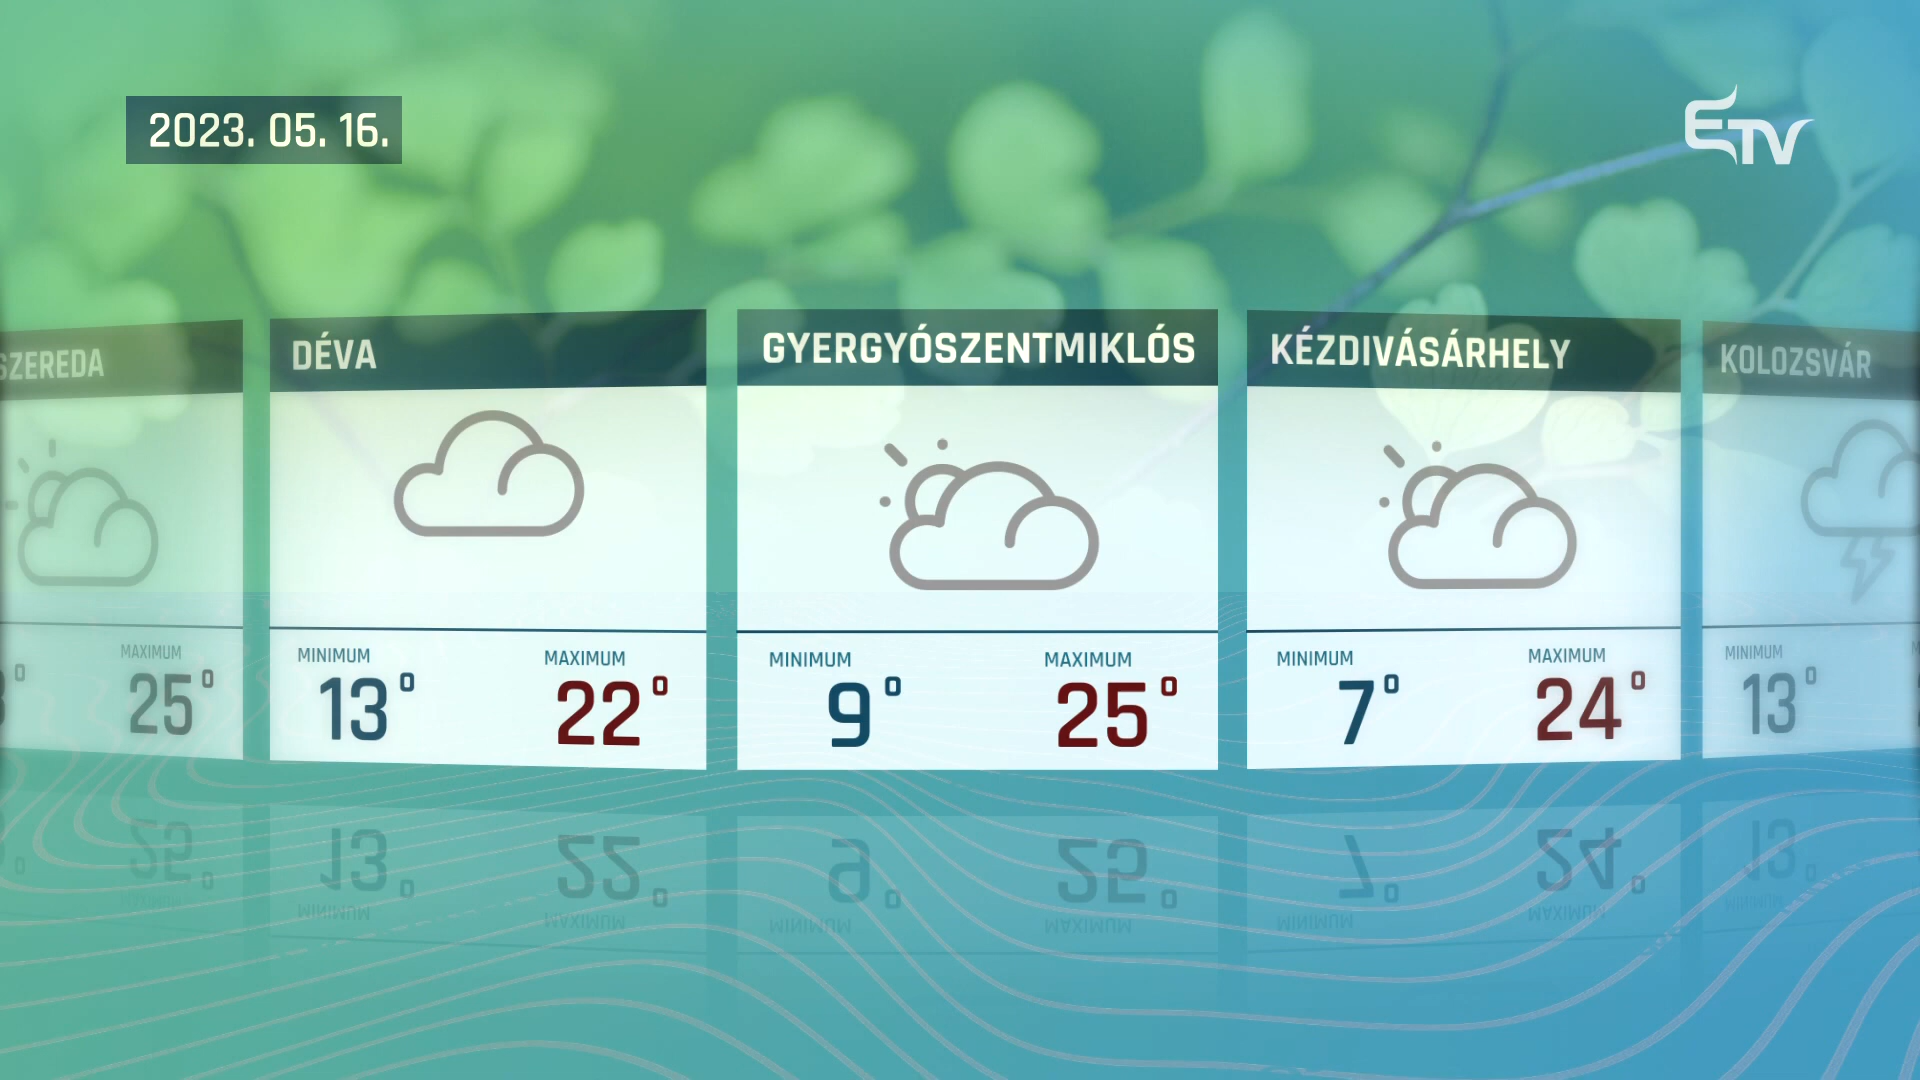 2023. 05. 16.
ETV
SZEREDA
MAXIMUM
25°
DÉVA
MINIMUM
13°
MAXIMUM
22°
GYERGYÓSZENTMIKLÓS
MINIMUM
9°
MAXIMUM
25°
KÉZDIVÁSÁRHELY
MINIMUM
7°
MAXIMUM
24°
KOLOZSVÁR
MINIMUM
13°